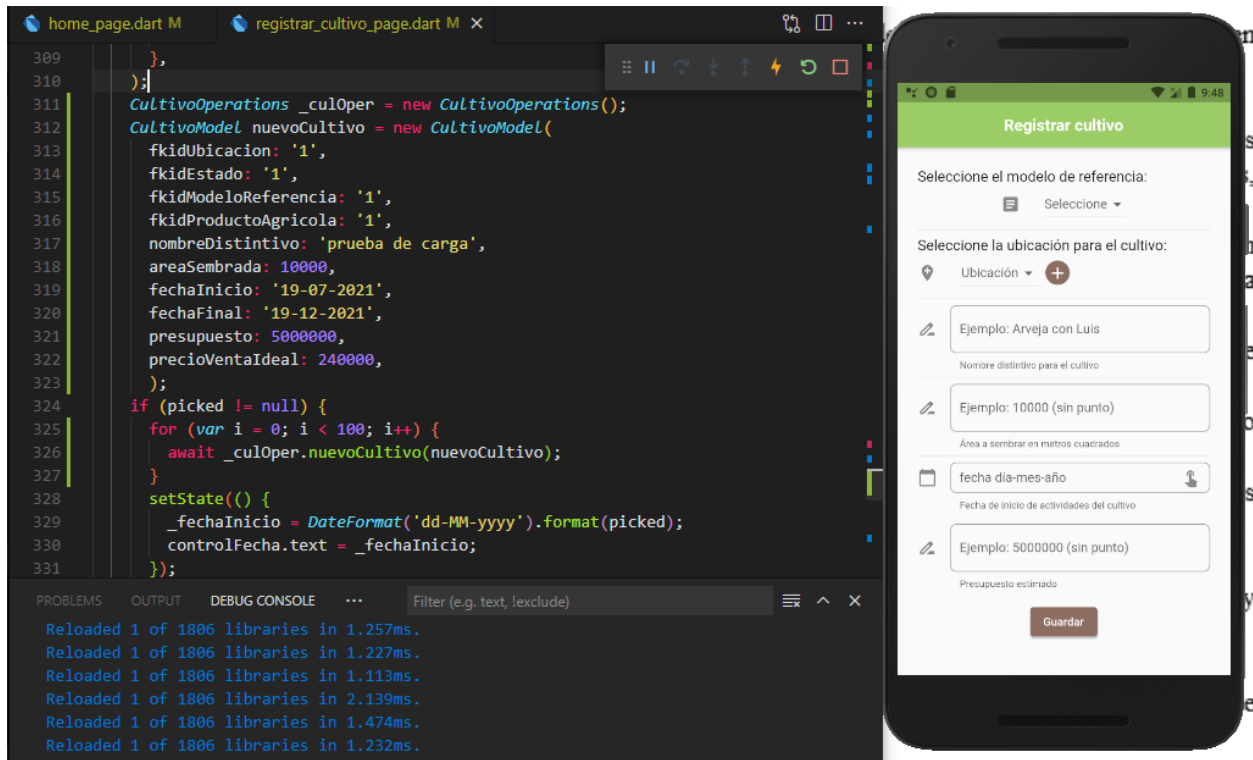 home_page.dart M
registrar_cultivo_page.dart M
309 },
310 );
311 CultivoOperations _culOper = new CultivoOperations();
312 CultivoModel nuevoCultivo = new CultivoModel(
313 fkidUbicacion: '1',
314 fkidEstado: '1',
315 fkidModeloReferencia: '1',
316 fkidProductoAgricola: '1',
317 nombreDistintivo: 'prueba de carga',
318 areaSembrada: 10000,
319 fechaInicio: '19-07-2021',
320 fechaFinal: '19-12-2021',
321 presupuesto: 5000000,
322 precioVentaIdeal: 240000,
323 );
324 if (picked != null) {
325 for (var i = 0; i < 100; i++) {
326 await _culOper.nuevoCultivo(nuevoCultivo);
327 }
328 setState(() {
329 _fechaInicio = DateFormat('dd-MM-yyyy').format(picked);
330 controlFecha.text = _fechaInicio;
331 });
PROBLEMS OUTPUT DEBUG CONSOLE ··· Filter (e.g. text, !exclude)
Reloaded 1 of 1806 libraries in 1.257ms.
Reloaded 1 of 1806 libraries in 1.227ms.
Reloaded 1 of 1806 libraries in 1.113ms.
Reloaded 1 of 1806 libraries in 2.139ms.
Reloaded 1 of 1806 libraries in 1.474ms.
Reloaded 1 of 1806 libraries in 1.232ms.
9:48
Registrar cultivo
Seleccione el modelo de referencia:
Seleccione
Seleccione la ubicación para el cultivo:
Ubicación
Ejemplo: Arveja con Luis
Nombre distintivo para el cultivo
Ejemplo: 10000 (sin punto)
Área a sembrar en metros cuadrados
fecha día-mes-año
Fecha de inicio de actividades del cultivo
Ejemplo: 5000000 (sin punto)
Presupuesto estimado
Guardar